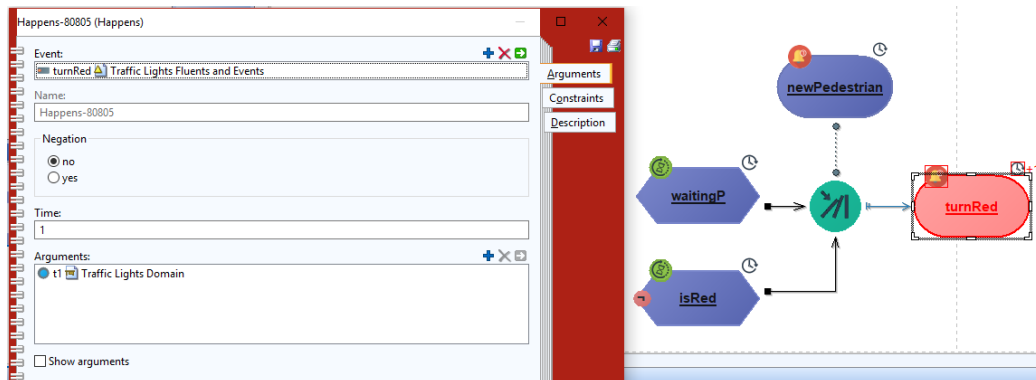 Happens-80805 (Happens)
Event:
turnRed Traffic Lights Fluents and Events
Name:
Happens-80805
Negation
no
yes
Time:
1
Arguments:
t1 Traffic Lights Domain
Show arguments
Arguments
Constraints
Description
newPedestrian
waitingP
isRed
turnRed